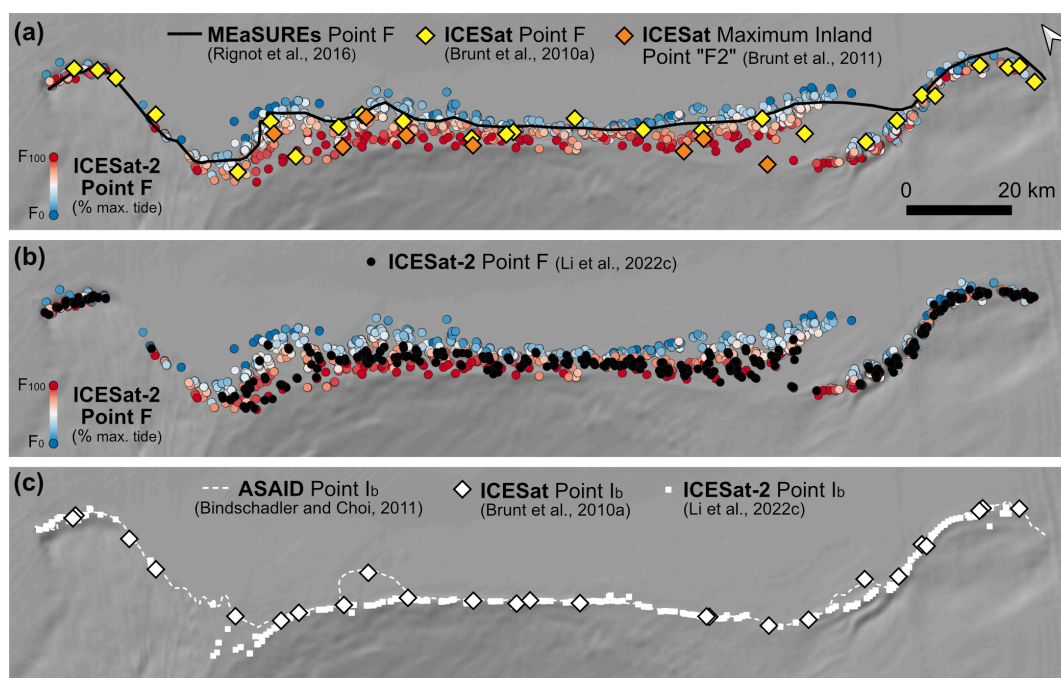 (a)
MEaSUREs Point F
(Rignot et al., 2016)
ICESat Point F
(Brunt et al., 2010a)
ICESat Maximum Inland
Point "F2" (Brunt et al., 2011)
F100
ICESat-2
Point F
(% max. tide)
F0
0 20 km
(b)
ICESat-2 Point F (Li et al., 2022c)
F100
ICESat-2
Point F
(% max. tide)
F0
(c)
ASAID Point Ib
(Bindschadler and Choi, 2011)
ICESat Point Ib
(Brunt et al., 2010a)
ICESat-2 Point Ib
(Li et al., 2022c)